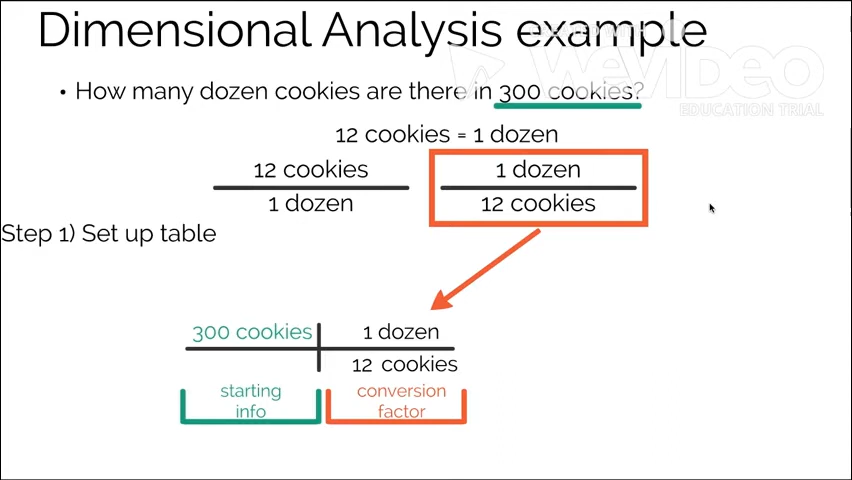 Dimensional Analysis example
WeVideo
• How many dozen cookies are there in 300 cookies?
EDUCATION TRIAL
12 cookies = 1 dozen
12 cookies 1 dozen
1 dozen 12 cookies
Step 1) Set up table
300 cookies 1 dozen
12 cookies
starting conversion
info factor